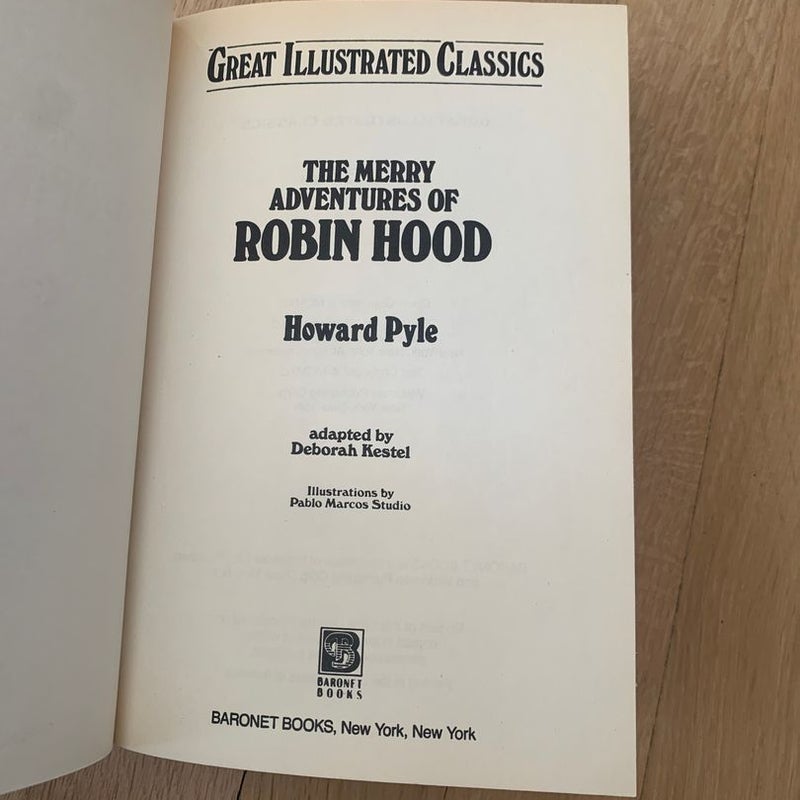 GREAT ILLUSTRATED CLASSICS
THE MERRY
ADVENTURES OF
ROBIN HOOD
Howard Pyle
adapted by
Deborah Kestel
Illustrations by
Pablo Marcos Studio
B
BARONET
BOOKS
BARONET BOOKS, New York, New York